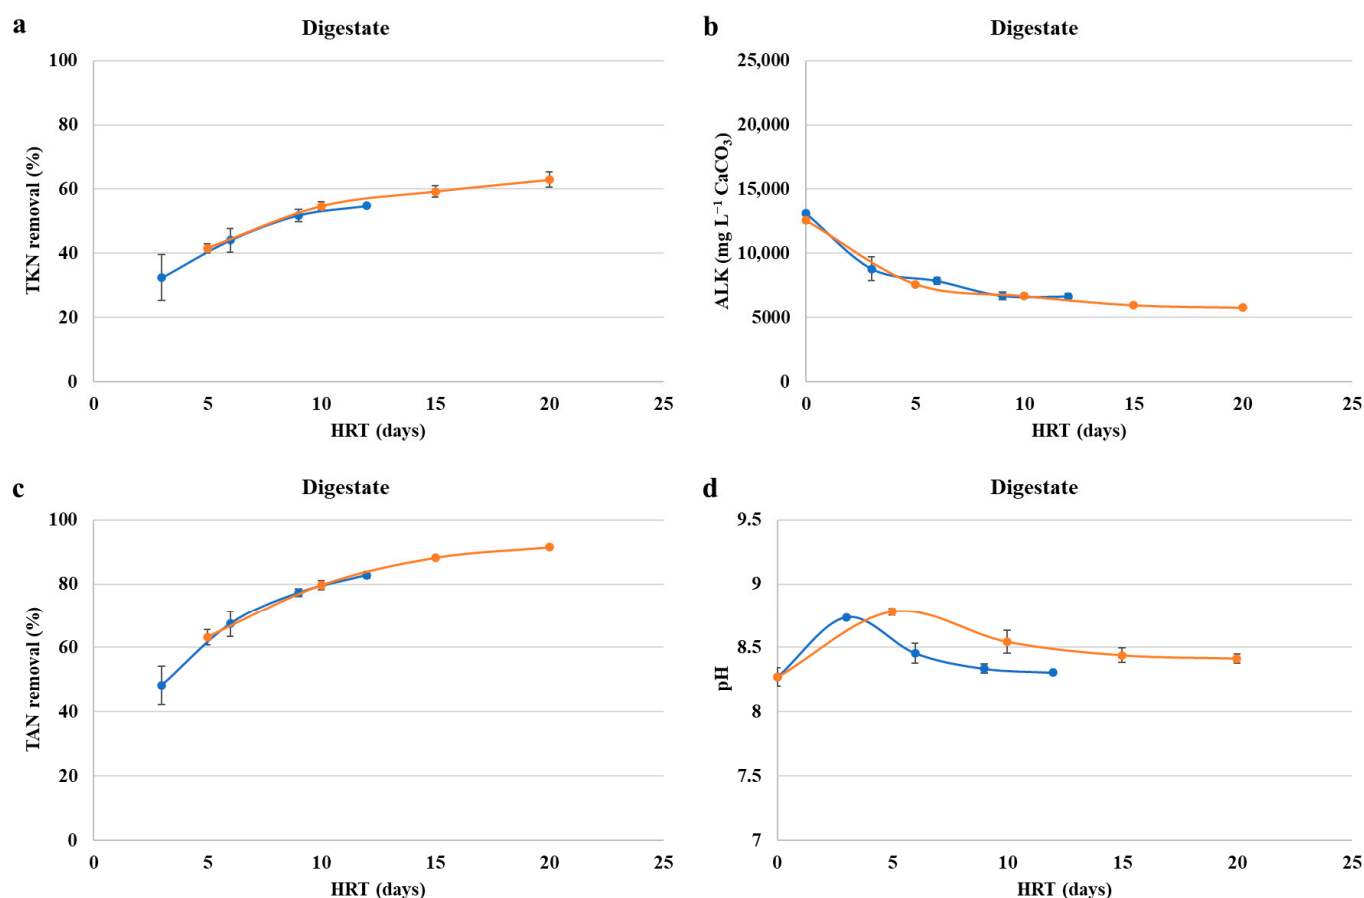 a
Digestate
TKN removal (%)
100
80
60
40
20
0
0 5 10 15 20 25
HRT (days)
b
Digestate
ALK (mg L⁻¹ CaCO₃)
25,000
20,000
15,000
10,000
5000
0
0 5 10 15 20 25
HRT (days)
c
Digestate
TAN removal (%)
100
80
60
40
20
0
0 5 10 15 20 25
HRT (days)
d
Digestate
pH
9.5
9
8.5
8
7.5
7
0 5 10 15 20 25
HRT (days)